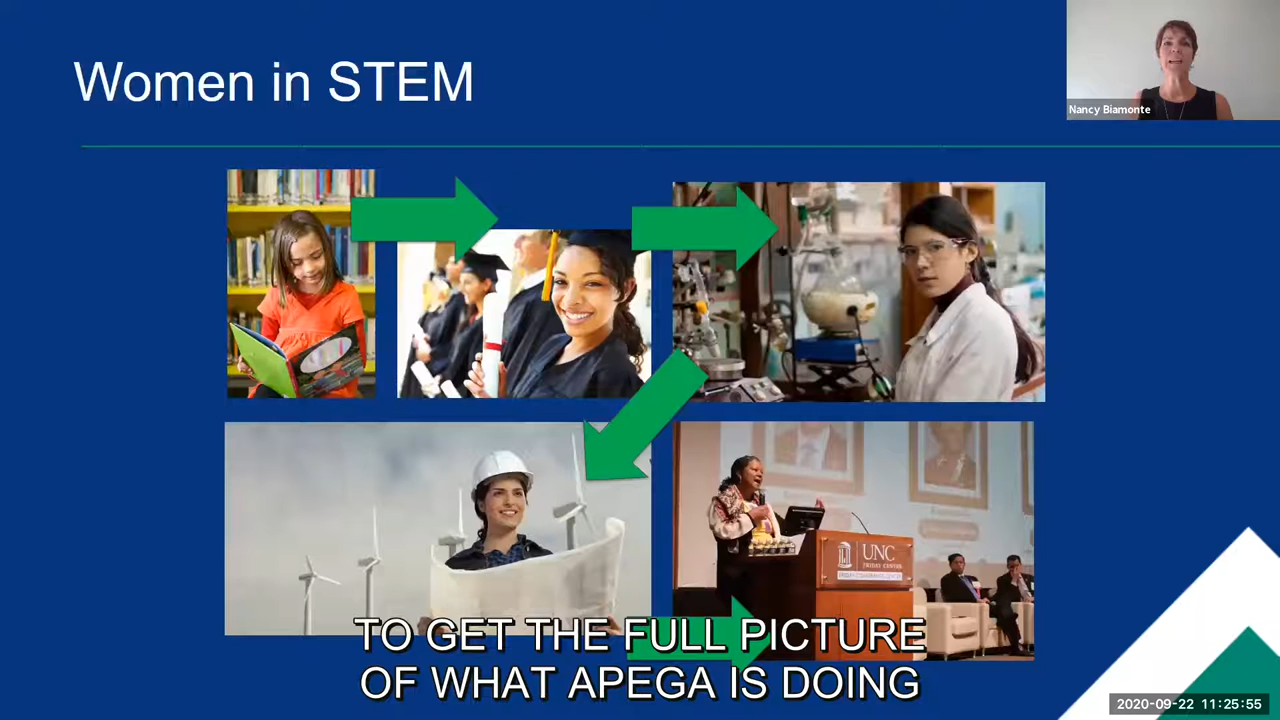 Women in STEM
Nancy Biamonte
UNC
FRIDAY CENTER
TO GET THE FULL PICTURE
OF WHAT APEGA IS DOING
2020-09-22 11:25:55